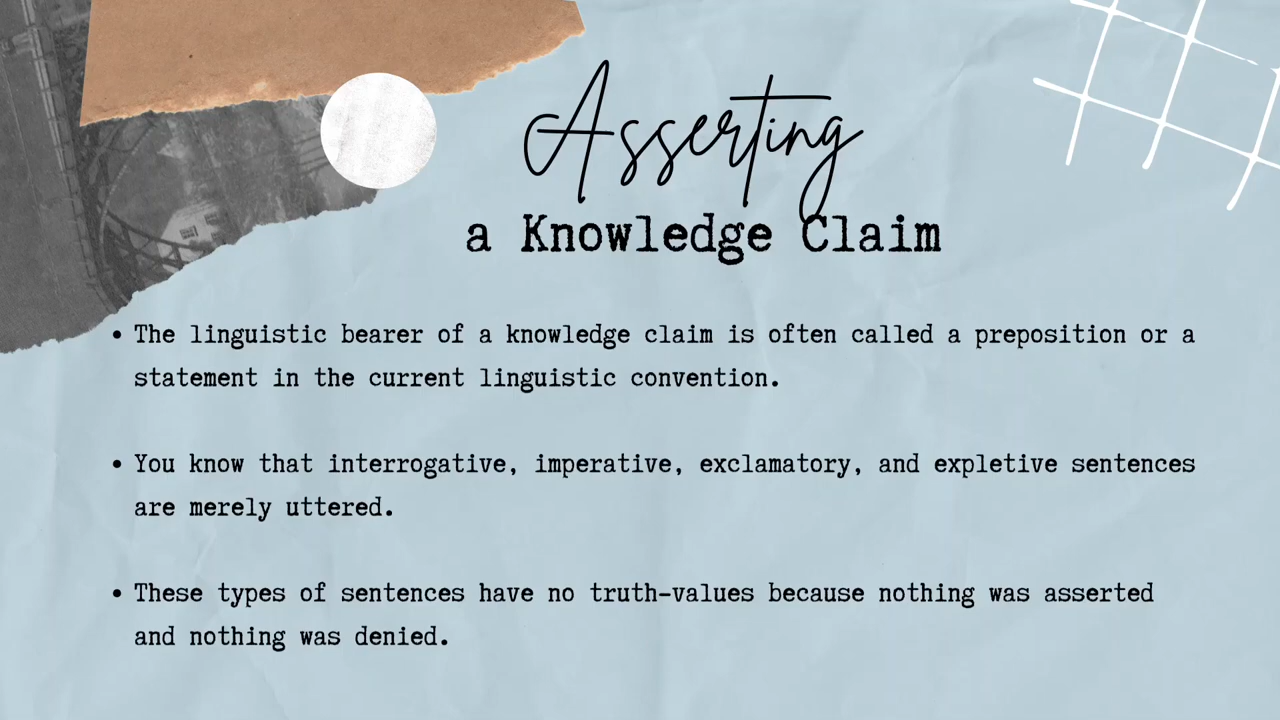 Asserting
a Knowledge Claim
• The linguistic bearer of a knowledge claim is often called a preposition or a
statement in the current linguistic convention.
• You know that interrogative, imperative, exclamatory, and expletive sentences
are merely uttered.
• These types of sentences have no truth-values because nothing was asserted
and nothing was denied.